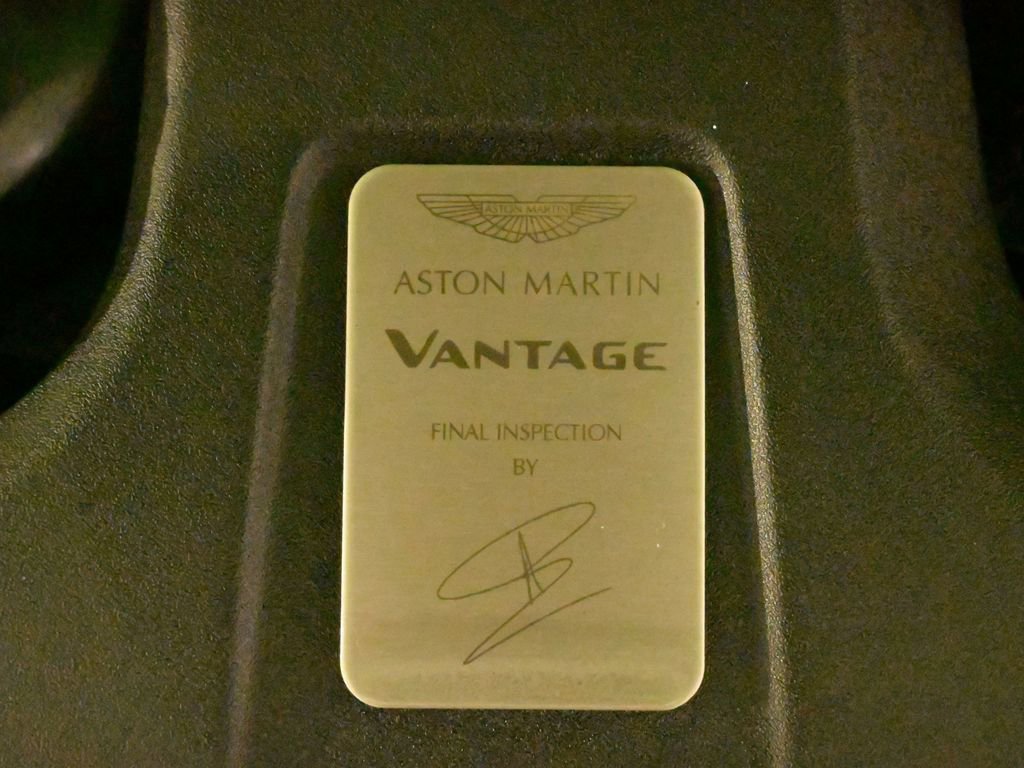 ASTON MARTIN
ASTON MARTIN
VANTAGE
FINAL INSPECTION
BY